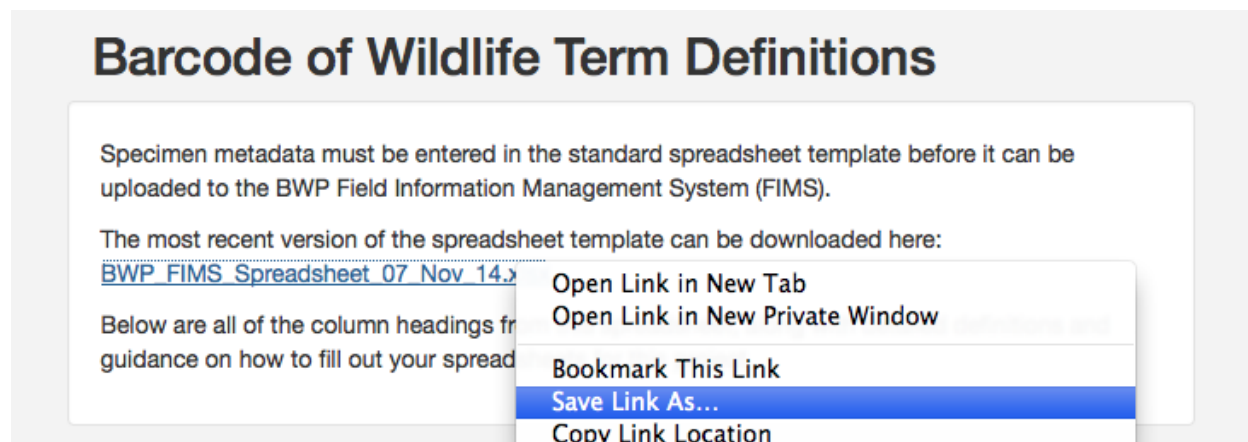 Barcode of Wildlife Term Definitions
Specimen metadata must be entered in the standard spreadsheet template before it can be
uploaded to the BWP Field Information Management System (FIMS).
The most recent version of the spreadsheet template can be downloaded here:
BWP_FIMS_Spreadsheet_07_Nov_14.x
Open Link in New Tab
Open Link in New Private Window
Below are all of the column headings fr
guidance on how to fill out your spread
Bookmark This Link
Save Link As...
Copy Link Location